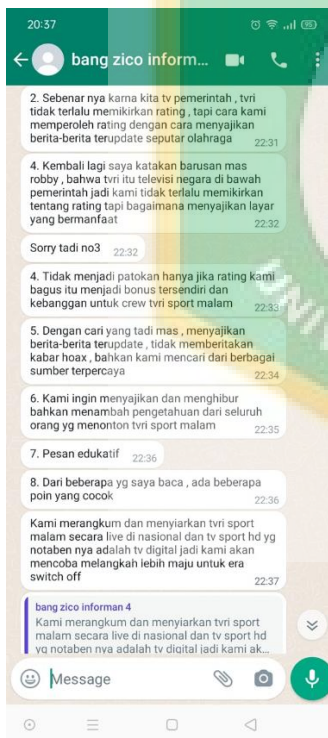 20:37
bang zico inform...
2. Sebenar nya karna kita tv pemerintah , tvri
tidak terlalu memikirkan rating , tapi cara kami
memperoleh rating dengan cara menyajikan
berita-berita terupdate seputar olahraga
22:31
4. Kembali lagi saya katakan barusan mas
robby , bahwa tvri itu televisi negara di bawah
pemerintah jadi kami tidak terlalu memikirkan
tentang rating tapi bagaimana menyajikan layar
yang bermanfaat
22:32
Sorry tadi no3 22:32
4. Tidak menjadi patokan hanya jika rating kami
bagus itu menjadi bonus tersendiri dan
kebanggan untuk crew tvri sport malam 22:33
5. Dengan cari yang tadi mas , menyajikan
berita-berita terupdate , tidak memberitakan
kabar hoax , bahkan kami mencari dari berbagai
sumber terpercaya
22:34
6. Kami ingin menyajikan dan menghibur
bahkan menambah pengetahuan dari seluruh
orang yg menonton tvri sport malam 22:35
7. Pesan edukatif 22:36
8. Dari beberapa yg saya baca , ada beberapa
poin yang cocok
22:36
Kami merangkum dan menyiarkan tvri sport
malam secara live di nasional dan tv sport hd yg
notaben nya adalah tv digital jadi kami akan
mencoba melangkah lebih maju untuk era
switch off
22:37
bang zico informan 4
Kami merangkum dan menyiarkan tvri sport
malam secara live di nasional dan tv sport hd
yg notaben nya adalah tv digital jadi kami ak...
Message
UNI